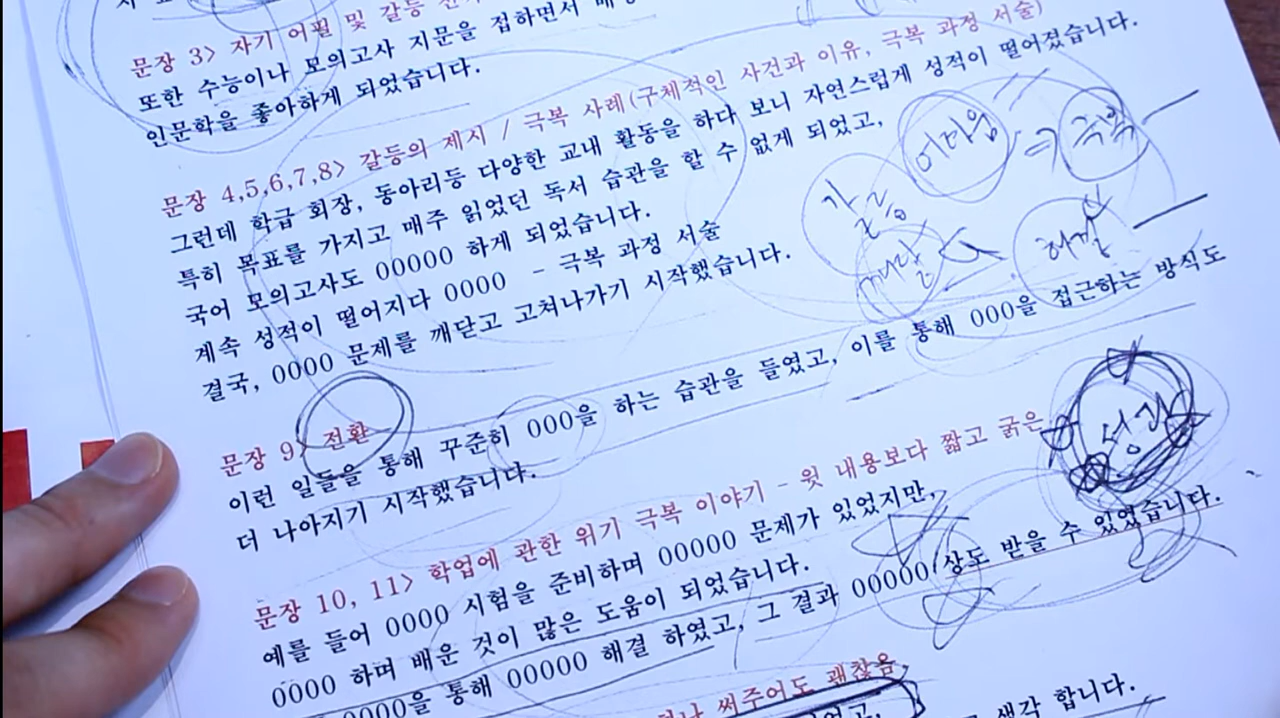 문장 3> 자기 어필 및 갈등
또한 수능이나 모의고사 지문을 접하면서
인문학을 좋아하게 되었습니다.
문장 4,5,6,7,8> 갈등의 제시 / 극복 사례(구체적인 사건과 이유, 극복 과정 서술)
그런데 학급 회장, 동아리등 다양한 교내 활동을 하다 보니 자연스럽게 성적이 떨어졌습니다.
특히 목표를 가지고 매주 읽었던 독서 습관을 할 수 없게 되었고,
국어 모의고사도 00000 하게 되었습니다.
계속 성적이 떨어지다 0000 - 극복 과정 서술
결국, 0000 문제를 깨닫고 고쳐나가기 시작했습니다.
어려움 ⇒ 극복
갈등
깨달
해결
문장 9> 전환
이런 일들을 통해 꾸준히 000을 하는 습관을 들였고, 이를 통해 000을 접근하는 방식도
더 나아지기 시작했습니다.
성장
문장 10, 11> 학업에 관한 위기 극복 이야기 - 윗 내용보다 짧고 굵은
예를 들어 0000 시험을 준비하며 00000 문제가 있었지만,
0000 하며 배운 것이 많은 도움이 되었습니다.
0000을 통해 00000 해결 하였고, 그 결과 00000 상도 받을 수 있었습니다.
써주어도 괜찮음,
생각 합니다.